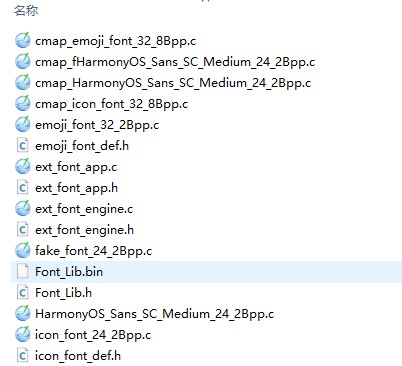 名称
cmap_emoji_font_32_8Bpp.c
cmap_fHarmonyOS_Sans_SC_Medium_24_2Bpp.c
cmap_HarmonyOS_Sans_SC_Medium_24_2Bpp.c
cmap_icon_font_32_8Bpp.c
emoji_font_32_2Bpp.c
emoji_font_def.h
ext_font_app.c
ext_font_app.h
ext_font_engine.c
ext_font_engine.h
fake_font_24_2Bpp.c
Font_Lib.bin
Font_Lib.h
HarmonyOS_Sans_SC_Medium_24_2Bpp.c
icon_font_24_2Bpp.c
icon_font_def.h